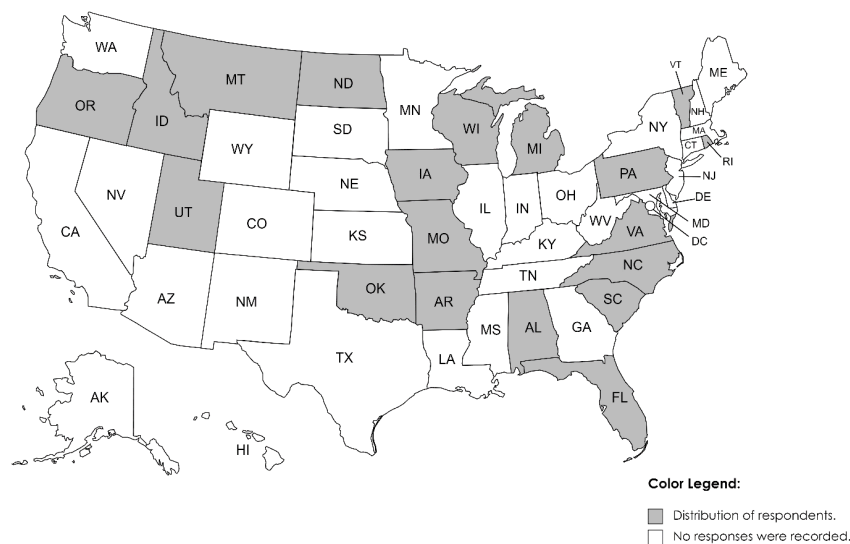 WA
MT
ND
MN
VT
ME
OR
ID
SD
WI
NH
NY
MA
WY
MI
CT
RI
IA
PA
NJ
NE
NV
UT
CO
IL
IN
OH
DE
WV
MD
VA
DC
CA
KS
MO
KY
NC
TN
AZ
NM
OK
AR
SC
MS
AL
GA
TX
LA
FL
AK
HI
Color Legend:
Distribution of respondents.
No responses were recorded.